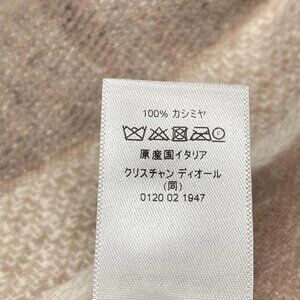 100% カシミヤ
原産国イタリア
クリスチャン ディオール
(同)
0120 02 1947